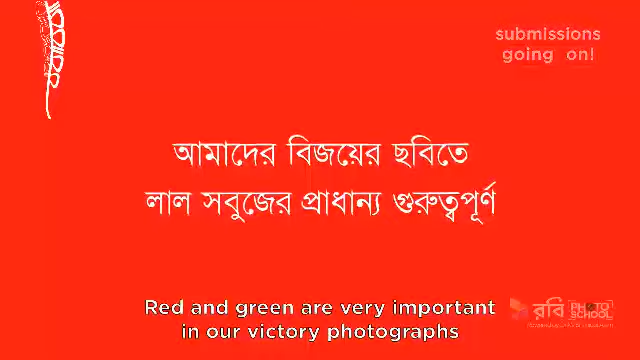 submissions
going on!
আমাদের বিজয়ের ছবিতে
লাল সবুজের প্রাধান্য গুরুত্বপূর্ণ
Red and green are very important
in our victory photographs
রবি PHOTO
SCHOOL